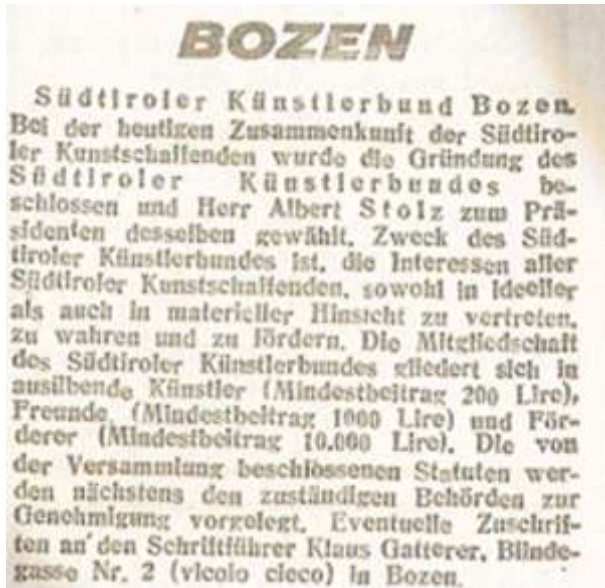 BOZEN
Südtiroler Künstlerbund Bozen.
Bei der heutigen Zusammenkunft der Südtiro-
ler Kunstschaffenden wurde die Gründung des
Südtiroler Künstlerbundes be-
schlossen und Herr Albert Stolz zum Prä-
sidenten desselben gewählt. Zweck des Süd-
tiroler Künstlerbundes ist, die Interessen aller
Südtiroler Kunstschaffenden, sowohl in ideeller
als auch in materieller Hinsicht zu vertreten,
zu wahren und zu fördern. Die Mitgliedschaft
des Südtiroler Künstlerbundes gliedert sich in
ausübende Künstler (Mindestbeitrag 200 Lire),
Freunde (Mindestbeitrag 1000 Lire) und För-
derer (Mindestbeitrag 10.000 Lire). Die von
der Versammlung beschlossenen Statuten wer-
den nächstens den zuständigen Behörden zur
Genehmigung vorgelegt. Eventuelle Zuschrif-
ten an den Schriftführer Klaus Gatterer, Blinde-
gasse Nr. 2 (vicolo cieco) in Bozen.